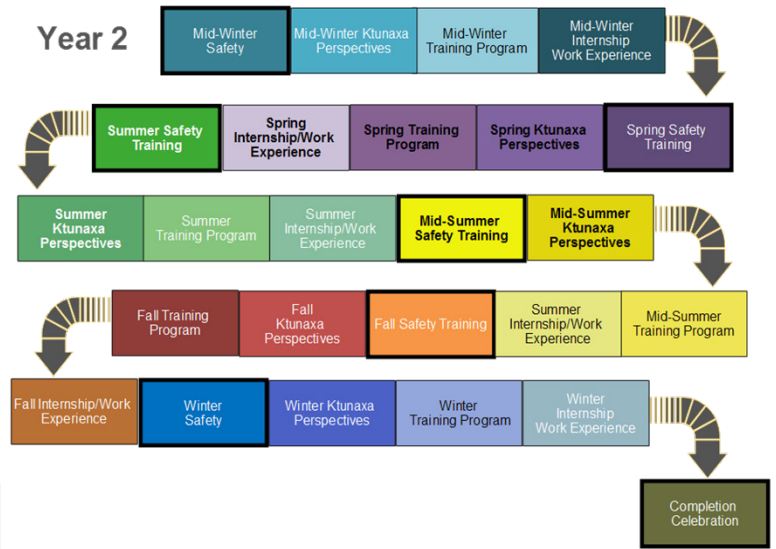 Year 2
Mid-Winter
Safety
Mid-Winter Ktunaxa
Perspectives
Mid-Winter
Training Program
Mid-Winter
Internship
Work Experience
Summer Safety
Training
Spring
Internship/Work
Experience
Spring Training
Program
Spring Ktunaxa
Perspectives
Spring Safety
Training
Summer
Ktunaxa
Perspectives
Summer
Training Program
Summer
Internship/Work
Experience
Mid-Summer
Safety Training
Mid-Summer
Ktunaxa
Perspectives
Fall Training
Program
Fall
Ktunaxa
Perspectives
Fall Safety Training
Summer
Internship/Work
Experience
Mid-Summer
Training Program
Fall Internship/Work
Experience
Winter
Safety
Winter Ktunaxa
Perspectives
Winter
Training Program
Winter
Internship
Work Experience
Completion
Celebration